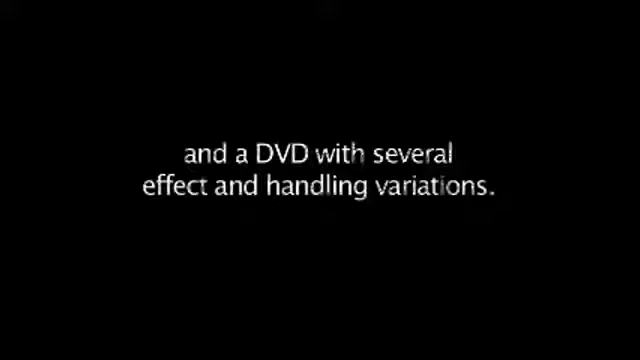 and a DVD with several
effect and handling variations.